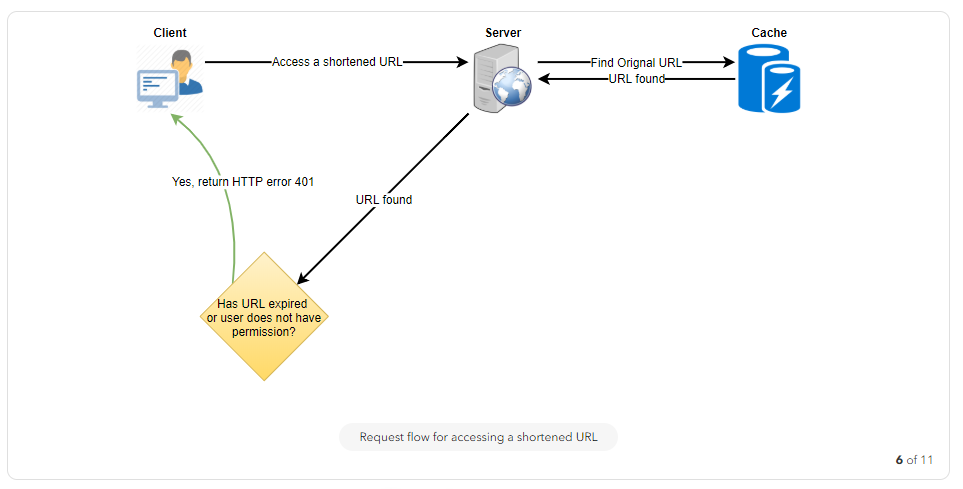 Client
Server
Cache
Access a shortened URL
Find Orignal URL
URL found
Yes, return HTTP error 401
URL found
Has URL expired
or user does not have
permission?
Request flow for accessing a shortened URL
6 of 11